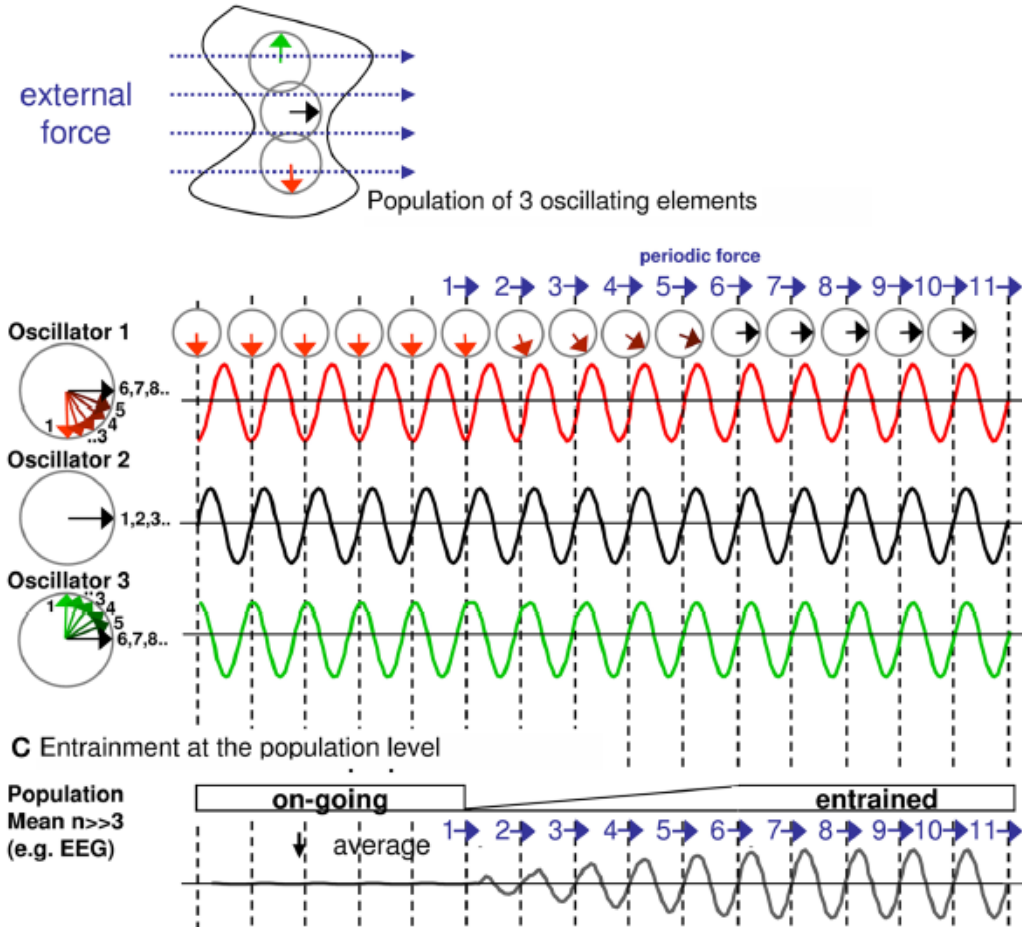 external
force
Population of 3 oscillating elements
periodic force
1 2 3 4 5 6 7 8 9 10 11
Oscillator 1
6,7,8..
5
4
..3
1
Oscillator 2
1,2,3..
Oscillator 3
1
..3
4
5
6,7,8..
C Entrainment at the population level
Population
Mean n>>3
(e.g. EEG)
on-going
entrained
average
1 2 3 4 5 6 7 8 9 10 11